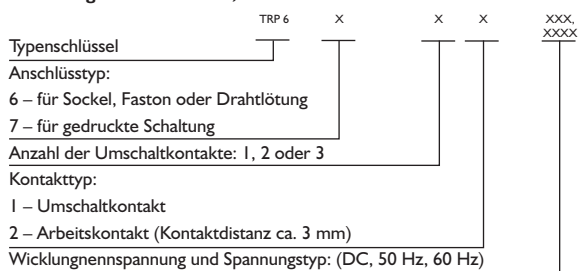 TRP 6 X X X XXX,
XXXX
Typenschlüssel
Anschlüsstyp:
6 – für Sockel, Faston oder Drahtlötung
7 – für gedruckte Schaltung
Anzahl der Umschaltkontakte: 1, 2 oder 3
Kontakttyp:
1 – Umschaltkontakt
2 – Arbeitskontakt (Kontaktdistanz ca. 3 mm)
Wicklungnennspannung und Spannungstyp: (DC, 50 Hz, 60 Hz)